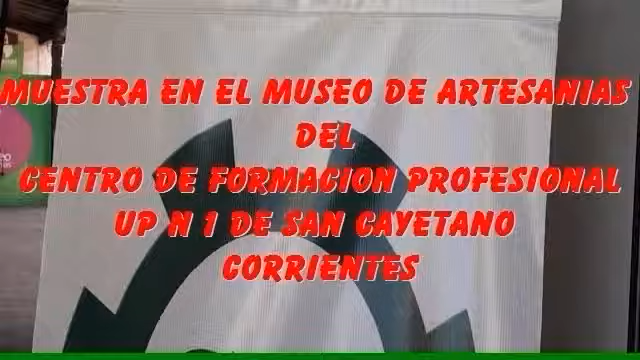 MUESTRA EN EL MUSEO DE ARTESANIAS
DEL
CENTRO DE FORMACION PROFESIONAL
UP N 1 DE SAN CAYETANO
CORRIENTES